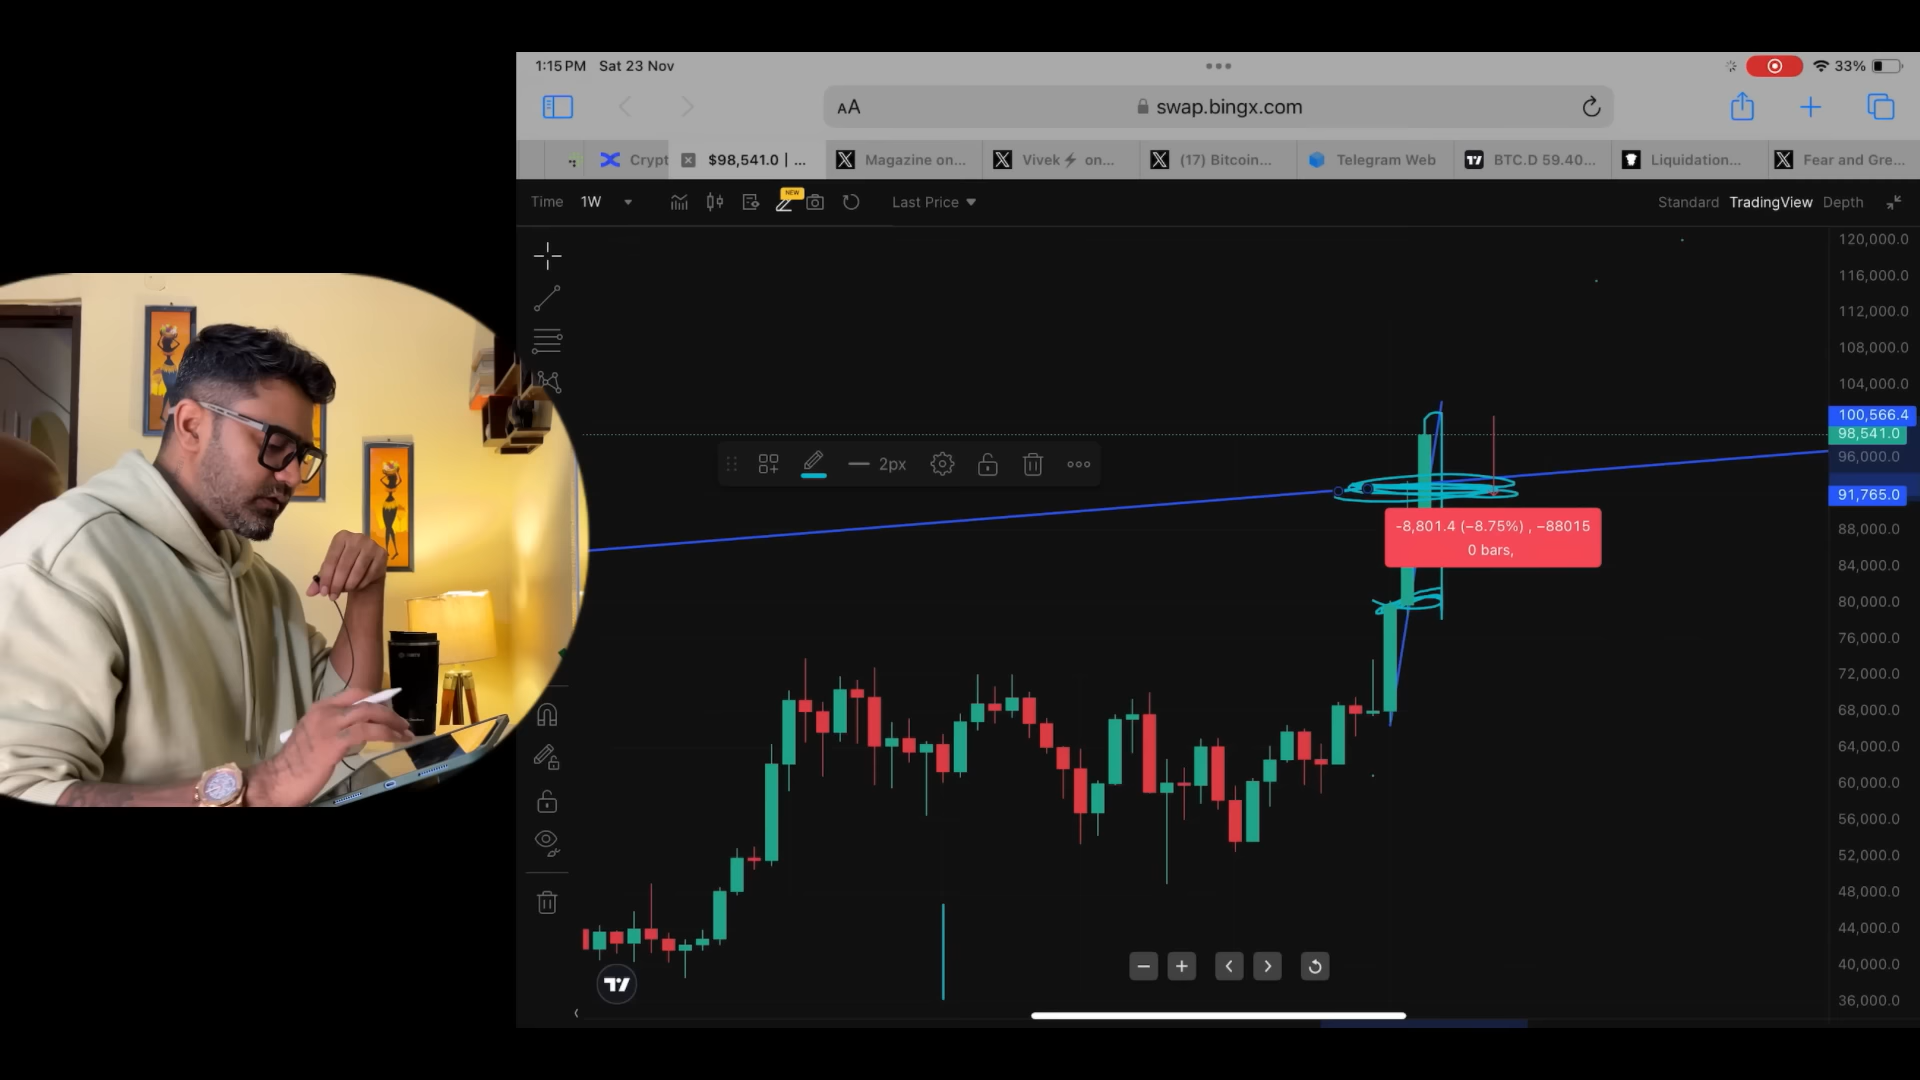 1:15 PM Sat 23 Nov
33%
AA
swap.bingx.com
Crypt
$98,541.0 | ...
Magazine on...
Vivek⚡ on...
(17) Bitcoin...
Telegram Web
BTC.D 59.40...
Liquidation...
Fear and Gre...
Time 1W
NEW
Last Price
Standard TradingView Depth
120,000.0
116,000.0
112,000.0
108,000.0
104,000.0
100,566.4
98,541.0
96,000.0
2px
91,765.0
-8,801.4 (−8.75%) , −88015
0 bars,
88,000.0
84,000.0
80,000.0
76,000.0
72,000.0
68,000.0
64,000.0
60,000.0
56,000.0
52,000.0
48,000.0
44,000.0
40,000.0
36,000.0